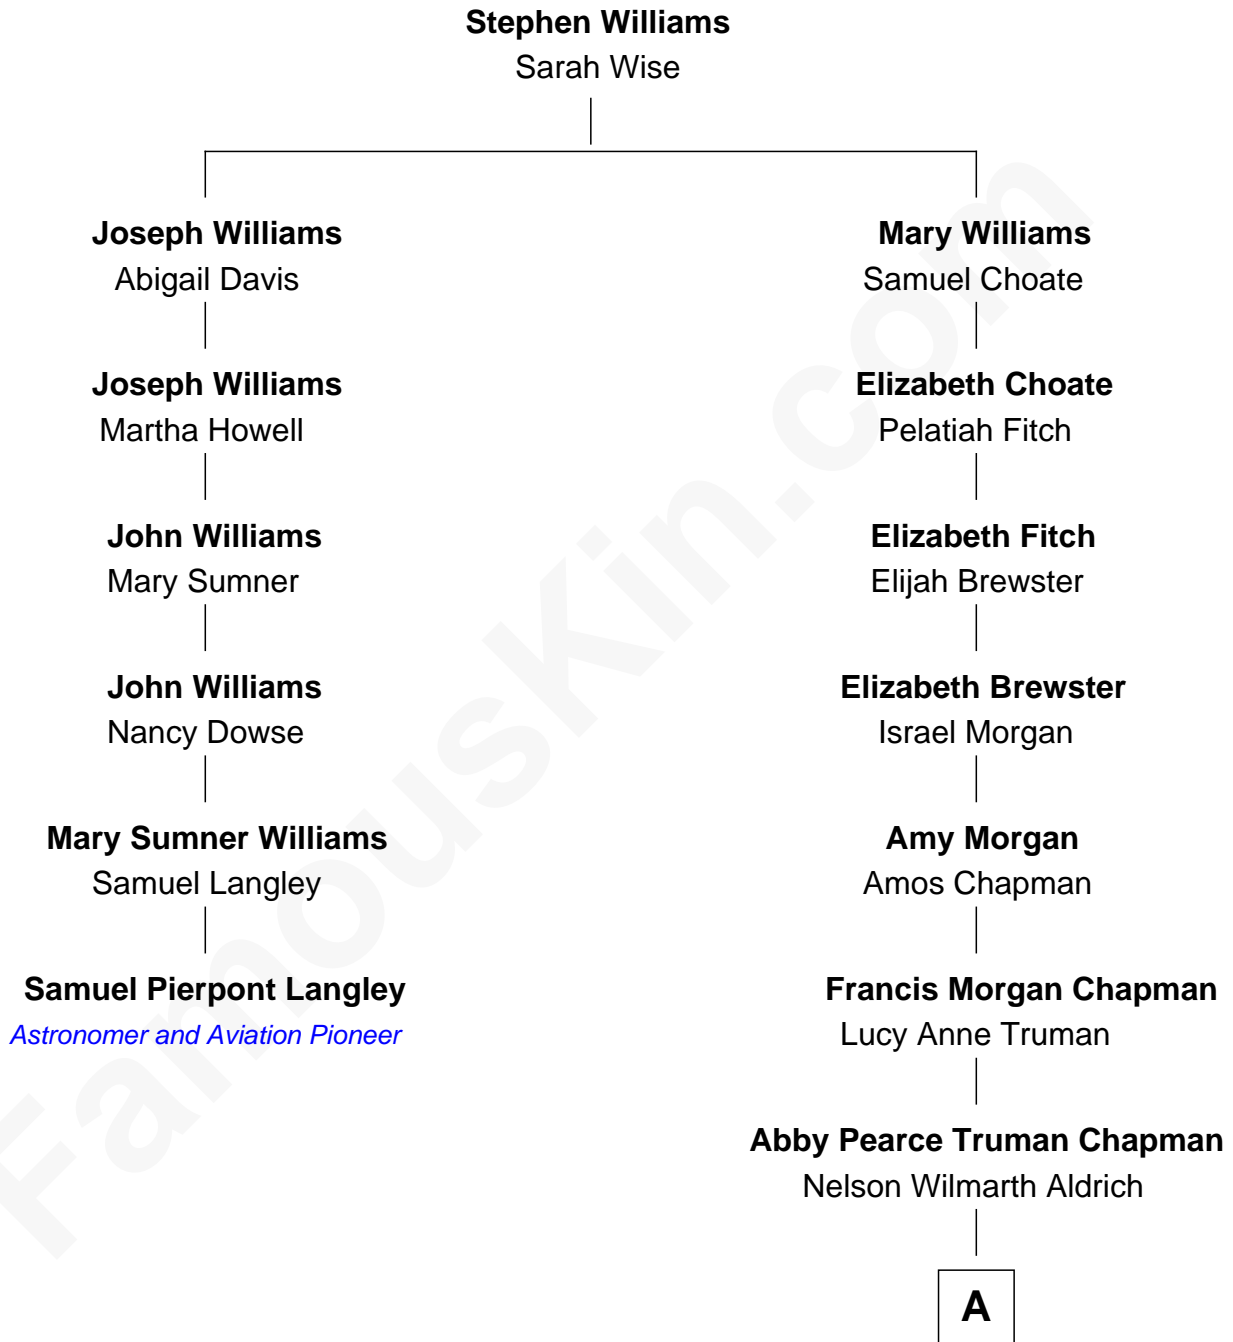 Stephen Williams
Sarah Wise
Joseph Williams
Abigail Davis
Joseph Williams
Martha Howell
John Williams
Mary Sumner
John Williams
Nancy Dowse
Mary Sumner Williams
Samuel Langley
Samuel Pierpont Langley
Astronomer and Aviation Pioneer
Mary Williams
Samuel Choate
Elizabeth Choate
Pelatiah Fitch
Elizabeth Fitch
Elijah Brewster
Elizabeth Brewster
Israel Morgan
Amy Morgan
Amos Chapman
Francis Morgan Chapman
Lucy Anne Truman
Abby Pearce Truman Chapman
Nelson Wilmarth Aldrich
A
FamousKin.com